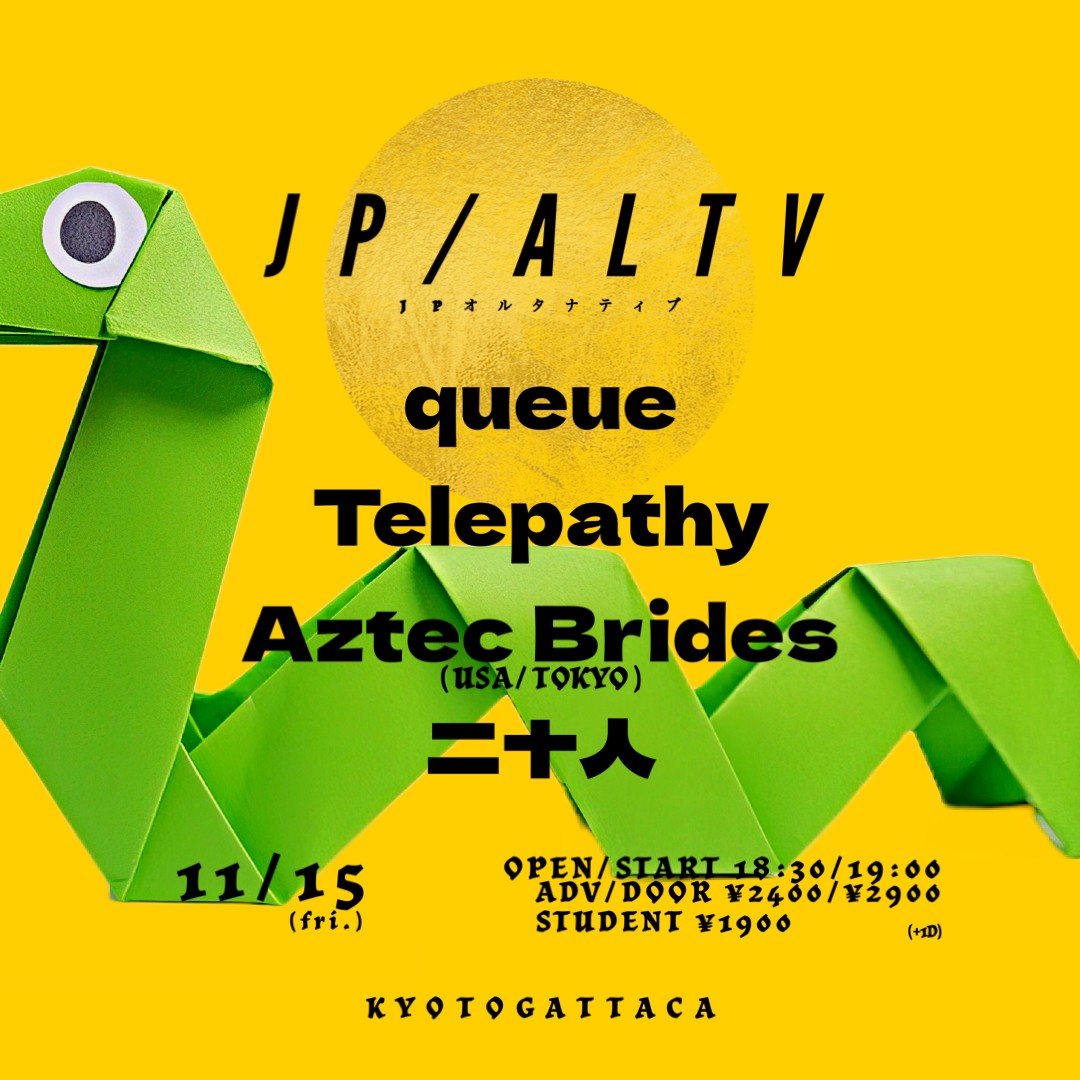 JP/ALTV
JPオルタナティブ
queue
Telepathy
Aztec Brides
(USA/TOKYO)
二十人
11/15
(fri.)
OPEN/START 18:30/19:00
ADV/DOOR ¥2400/¥2900
STUDENT ¥1900
(+1D)
KYOTOGATTACA